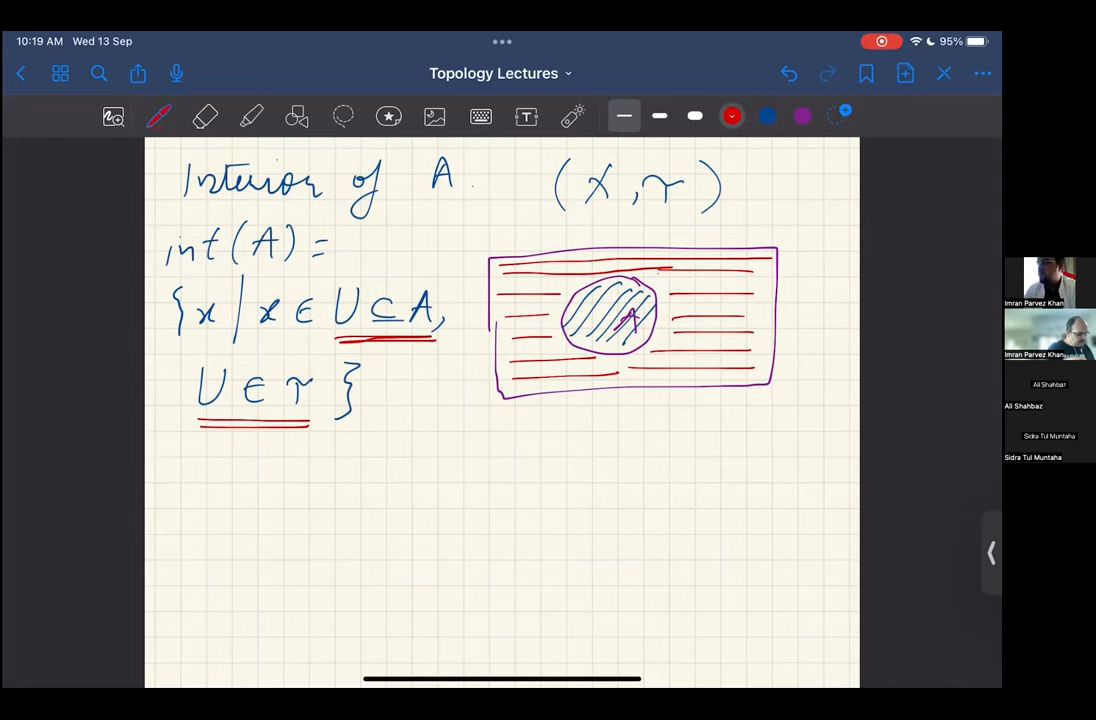 10:19 AM Wed 13 Sep
95%
Topology Lectures
Interior of A. (X, τ)
int(A) =
{x | x ∈ U ⊆ A,
U ∈ τ }
A
Imran Parvez Khan
Imran Parvez Khan
Ali Shahbaz
Ali Shahbaz
Sidra Tul Muntaha
Sidra Tul Muntaha